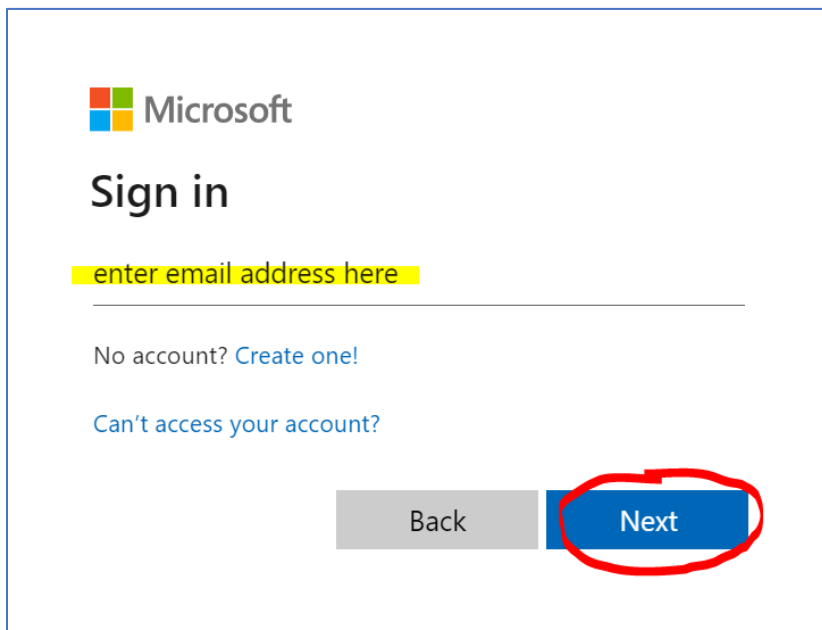 Microsoft
Sign in
enter email address here
No account? Create one!
Can't access your account?
Back
Next